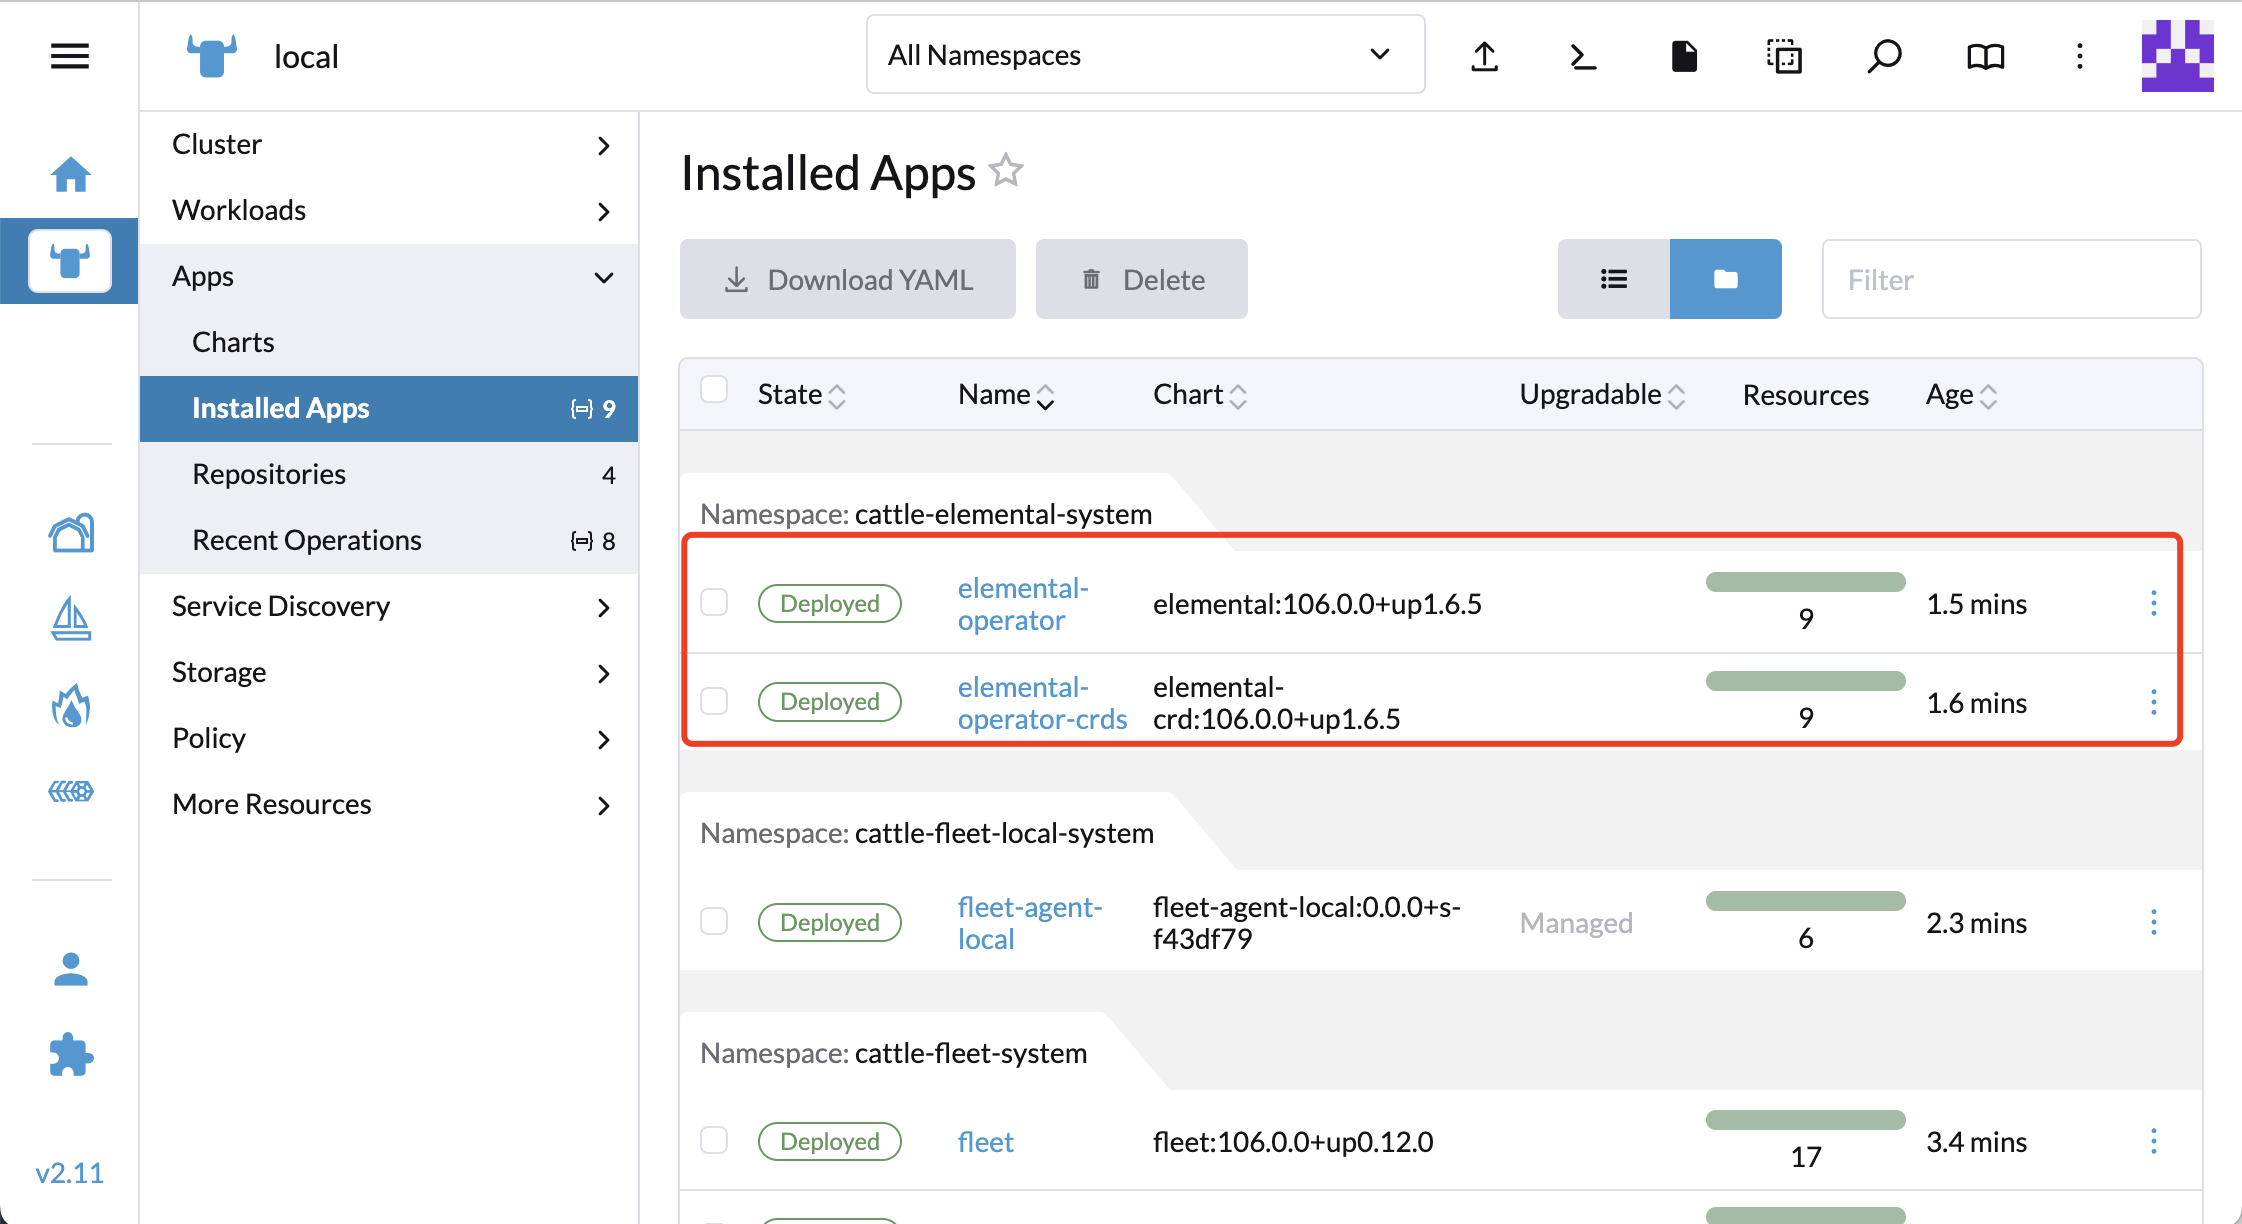 local
All Namespaces
Cluster
Workloads
Apps
Charts
Installed Apps 9
Repositories 4
Recent Operations 8
Service Discovery
Storage
Policy
More Resources
v2.11
Installed Apps
Download YAML Delete Filter
State Name Chart Upgradable Resources Age
Namespace: cattle-elemental-system
Deployed elemental-
operator elemental:106.0.0+up1.6.5 9 1.5 mins
Deployed elemental-
operator-crds elemental-
crd:106.0.0+up1.6.5 9 1.6 mins
Namespace: cattle-fleet-local-system
Deployed fleet-agent-
local fleet-agent-local:0.0.0+s-
f43df79 Managed 6 2.3 mins
Namespace: cattle-fleet-system
Deployed fleet fleet:106.0.0+up0.12.0 17 3.4 mins